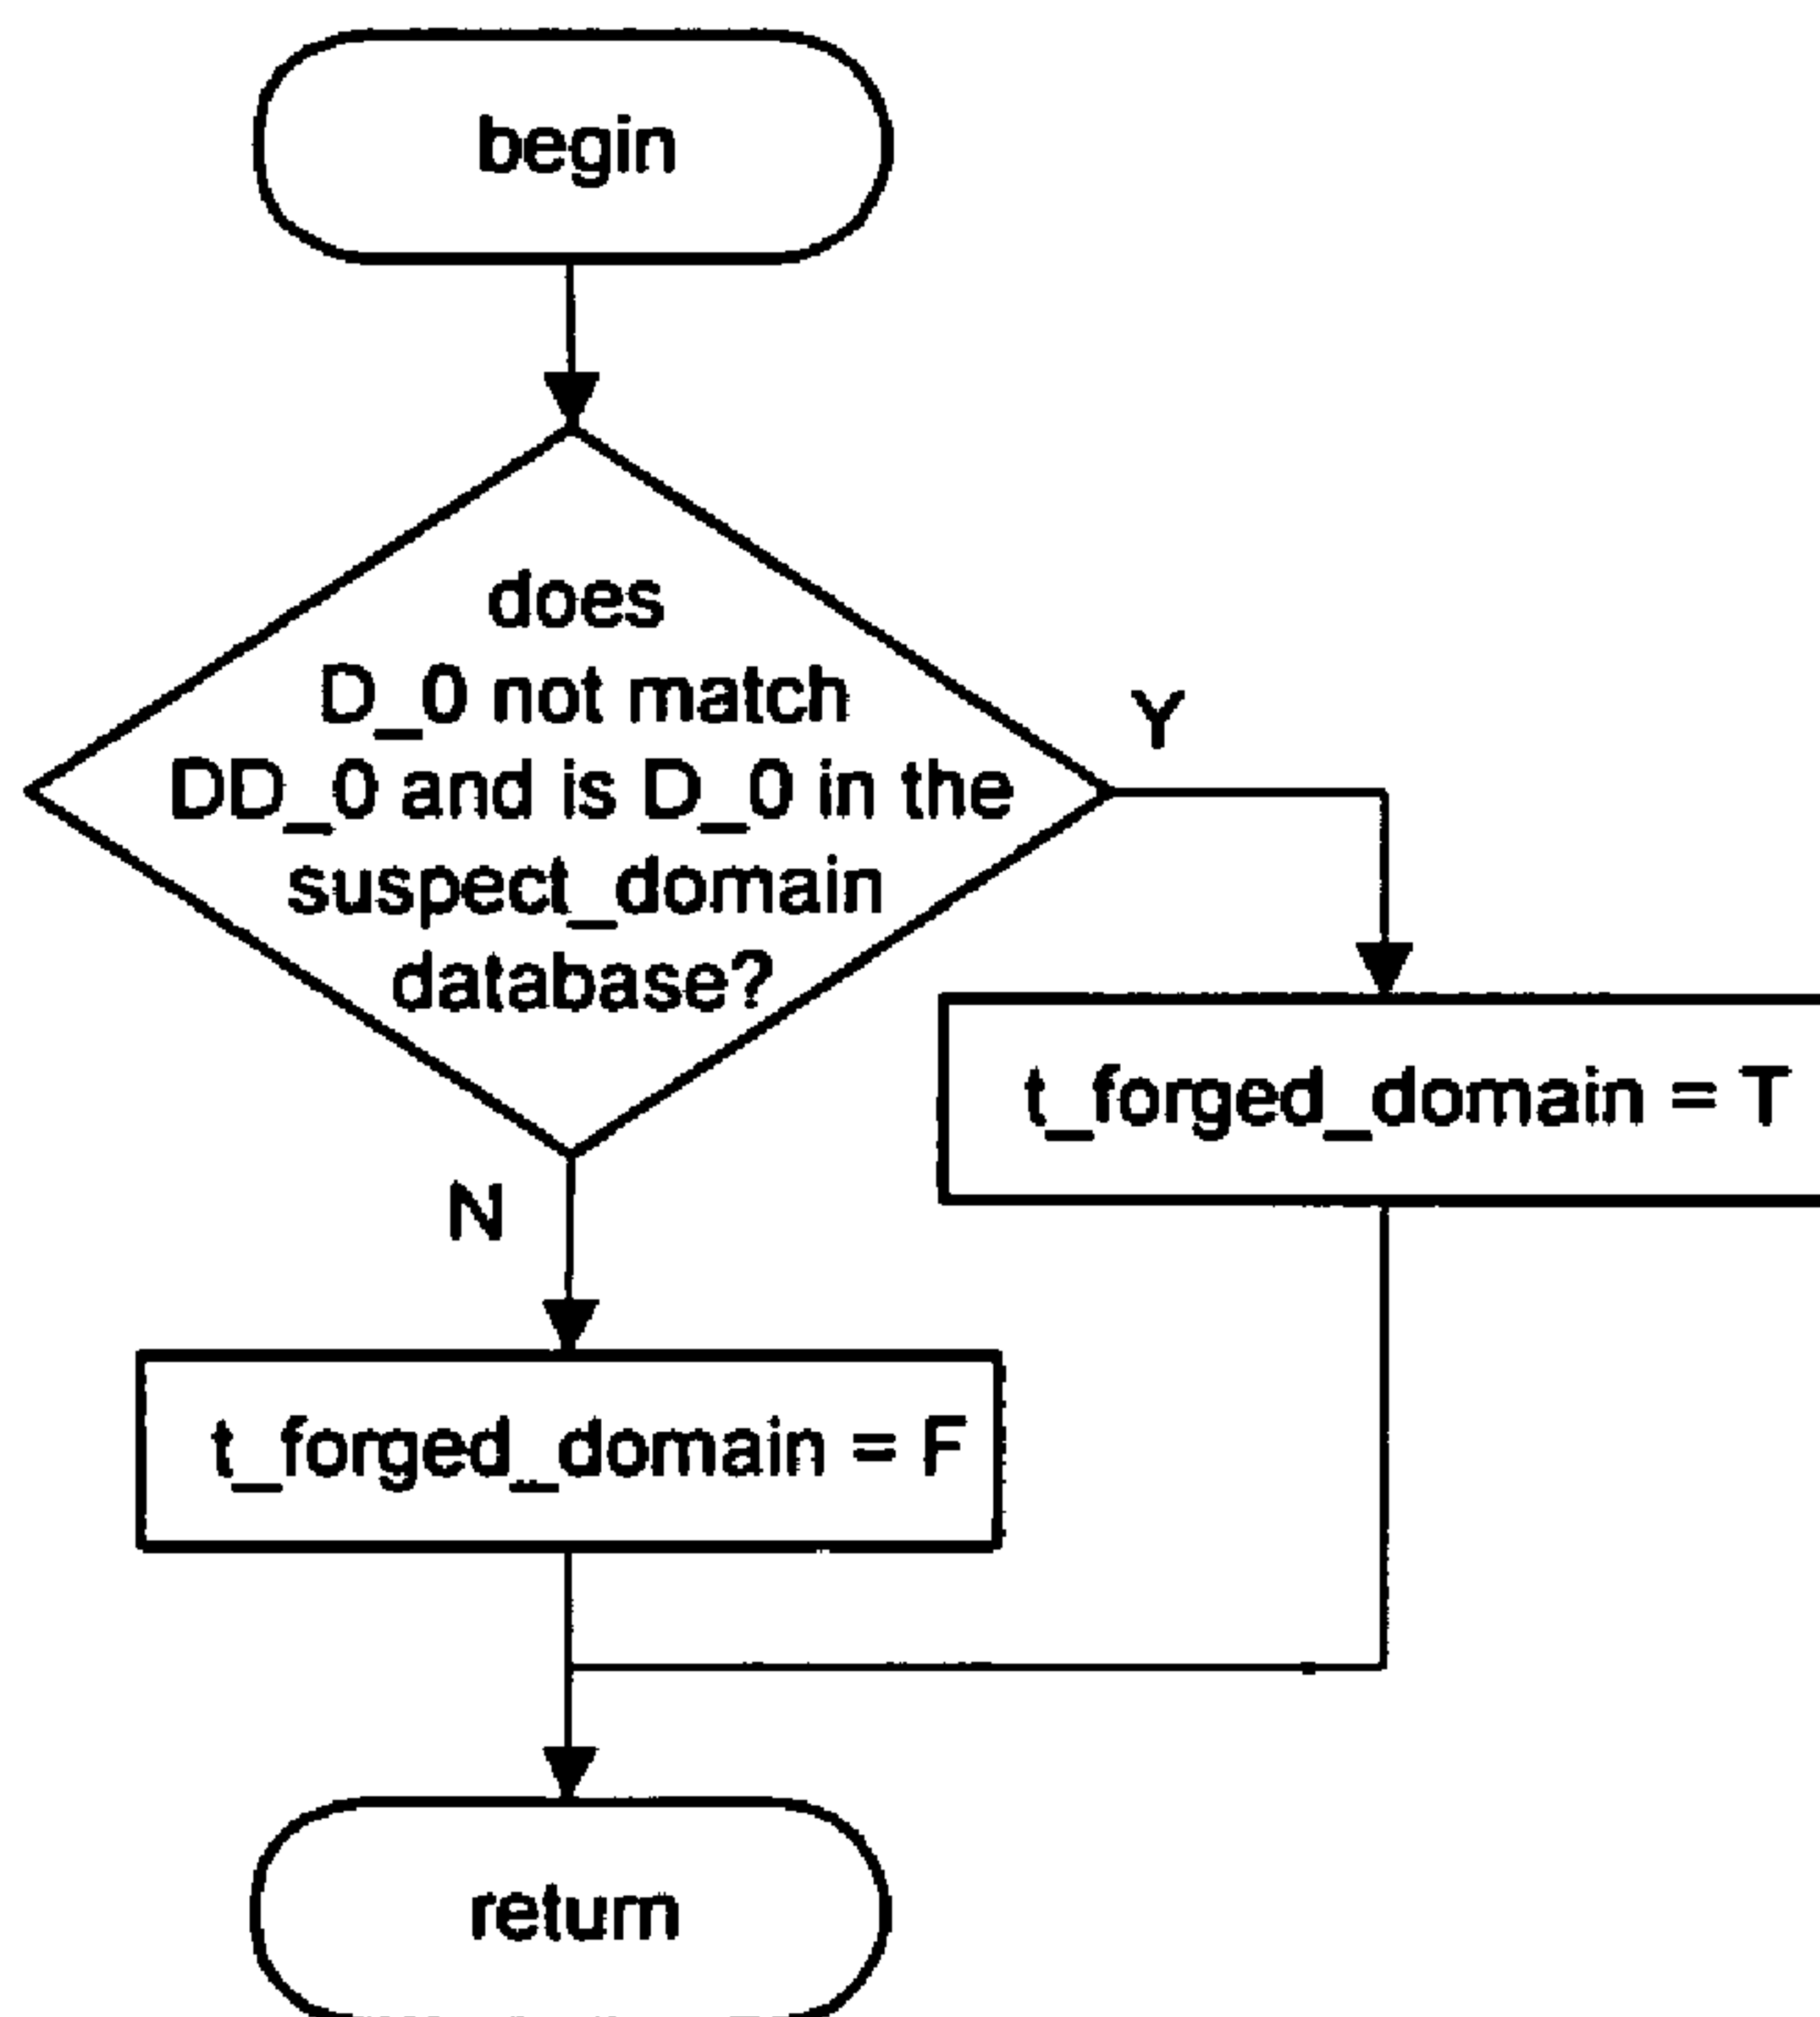 begin
does
D_0 not match
DD_0 and is D_0 in the
suspect_domain
database?
Y
t_forged_domain = T
N
t_forged_domain = F
return